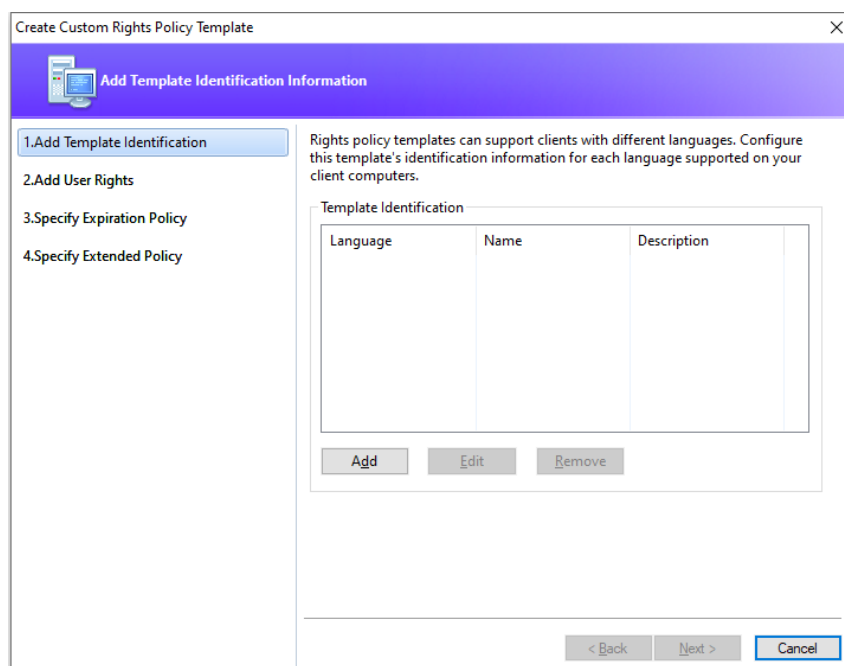 Create Custom Rights Policy Template
Add Template Identification Information
1.Add Template Identification
2.Add User Rights
3.Specify Expiration Policy
4.Specify Extended Policy
Rights policy templates can support clients with different languages. Configure
this template's identification information for each language supported on your
client computers.
Template Identification
Language Name Description
Add Edit Remove
< Back Next > Cancel